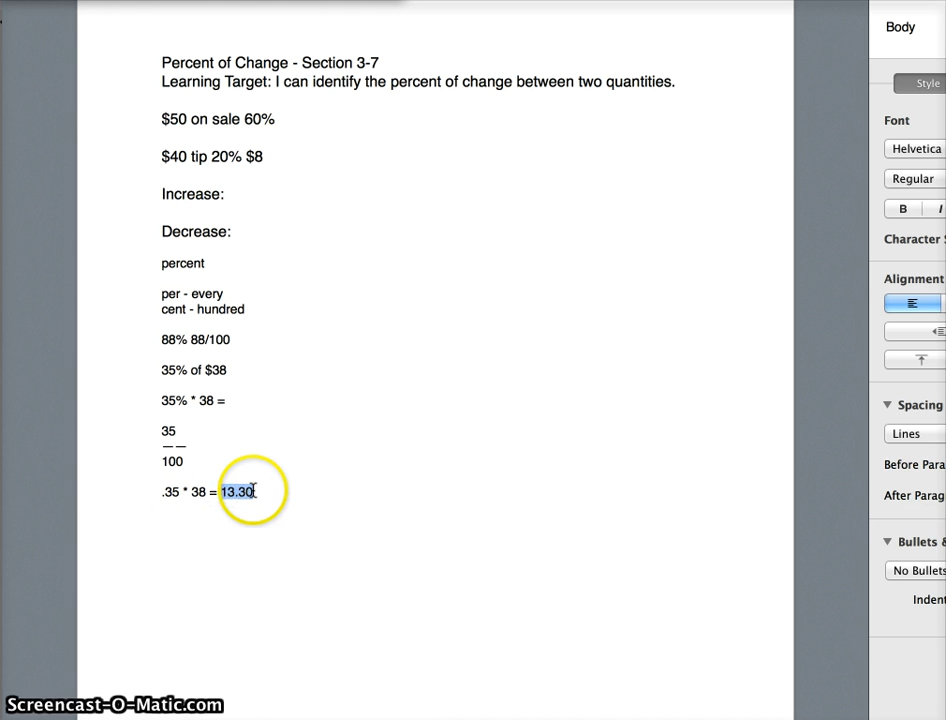 Percent of Change - Section 3-7
Learning Target: I can identify the percent of change between two quantities.
$50 on sale 60%
$40 tip 20% $8
Increase:
Decrease:
percent
per - every
cent - hundred
88% 88/100
35% of $38
35% * 38 =
35
——
100
.35 * 38 = 13.30
Body
Style
Font
Helvetica
Regular
B I
Character S
Alignment
Spacing
Lines
Before Para
After Paragr
Bullets &
No Bullets
Indent
Screencast-O-Matic.com